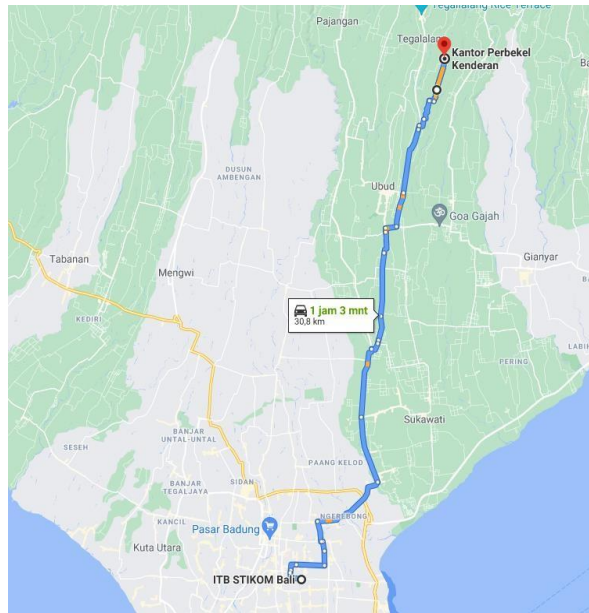 Tegallalang Rice Terrace
Pajangan
Tegalalang
Kantor Perbekel
Kenderan
DUSUN
AMBENGAN
Ubud
Goa Gajah
Tabanan
Mengwi
Gianyar
KEDIRI
1 jam 3 mnt
30,8 km
PERING
Sukawati
BANJAR
UNTAL-UNTAL
SESEH
PAANG KELOD
BANJAR
TEGALJAYA
SIDAN
KANCIL
NGEREBONG
Pasar Badung
Kuta Utara
ITB STIKOM Bali